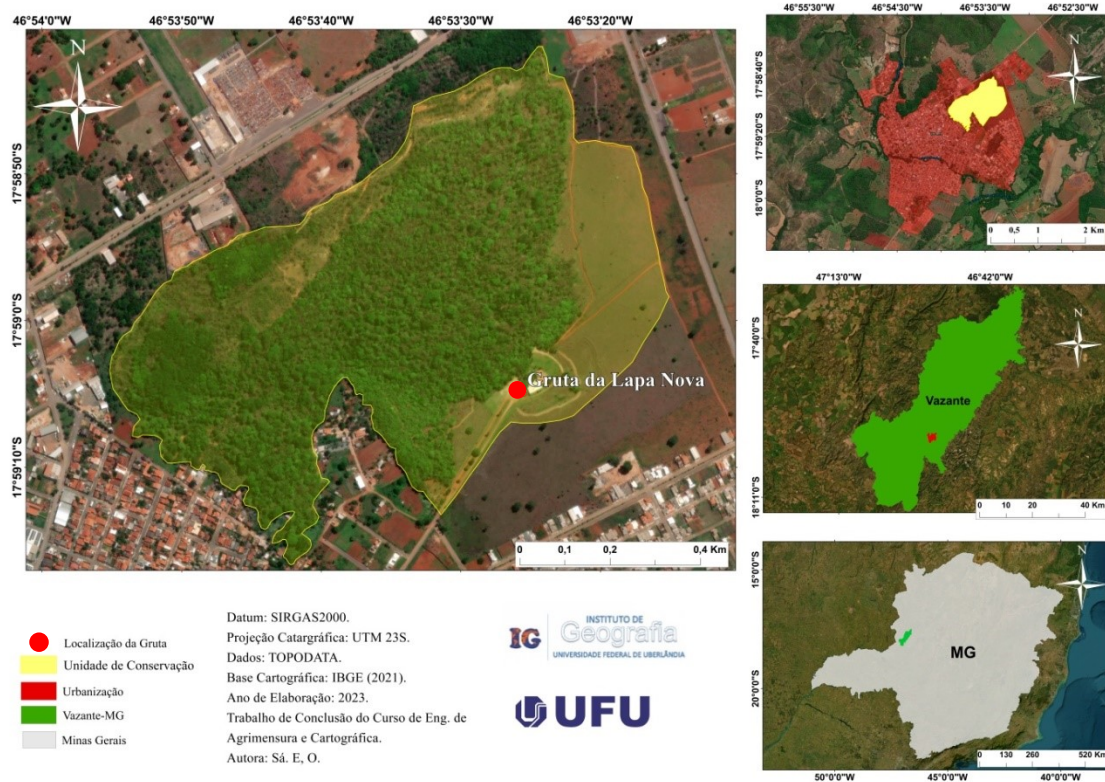 46°54'0"W 46°53'50"W 46°53'40"W 46°53'30"W 46°53'20"W
N
17°58'50"S
17°59'0"S
17°59'10"S
Gruta da Lapa Nova
0 0,1 0,2 0,4 Km
46°55'30"W 46°54'30"W 46°53'30"W 46°52'30"W
N
17°58'40"S
17°59'20"S
18°0'0"S
0 0,5 1 2 Km
47°13'0"W 46°42'0"W
N
17°40'0"S
Vazante
18°11'0"S
0 10 20 40 Km
15°0'0"S
N
MG
20°0'0"S
0 130 260 520 Km
50°0'0"W 45°0'0"W 40°0'0"W
Localização da Gruta
Unidade de Conservação
Urbanização
Vazante-MG
Minas Gerais
Datum: SIRGAS2000.
Projeção Catargráfica: UTM 23S.
Dados: TOPODATA.
Base Cartográfica: IBGE (2021).
Ano de Elaboração: 2023.
Trabalho de Conclusão do Curso de Eng. de
Agrimensura e Cartográfica.
Autora: Sá. E, O.
IG
INSTITUTO DE
Geografia
UNIVERSIDADE FEDERAL DE UBERLÂNDIA
UFU